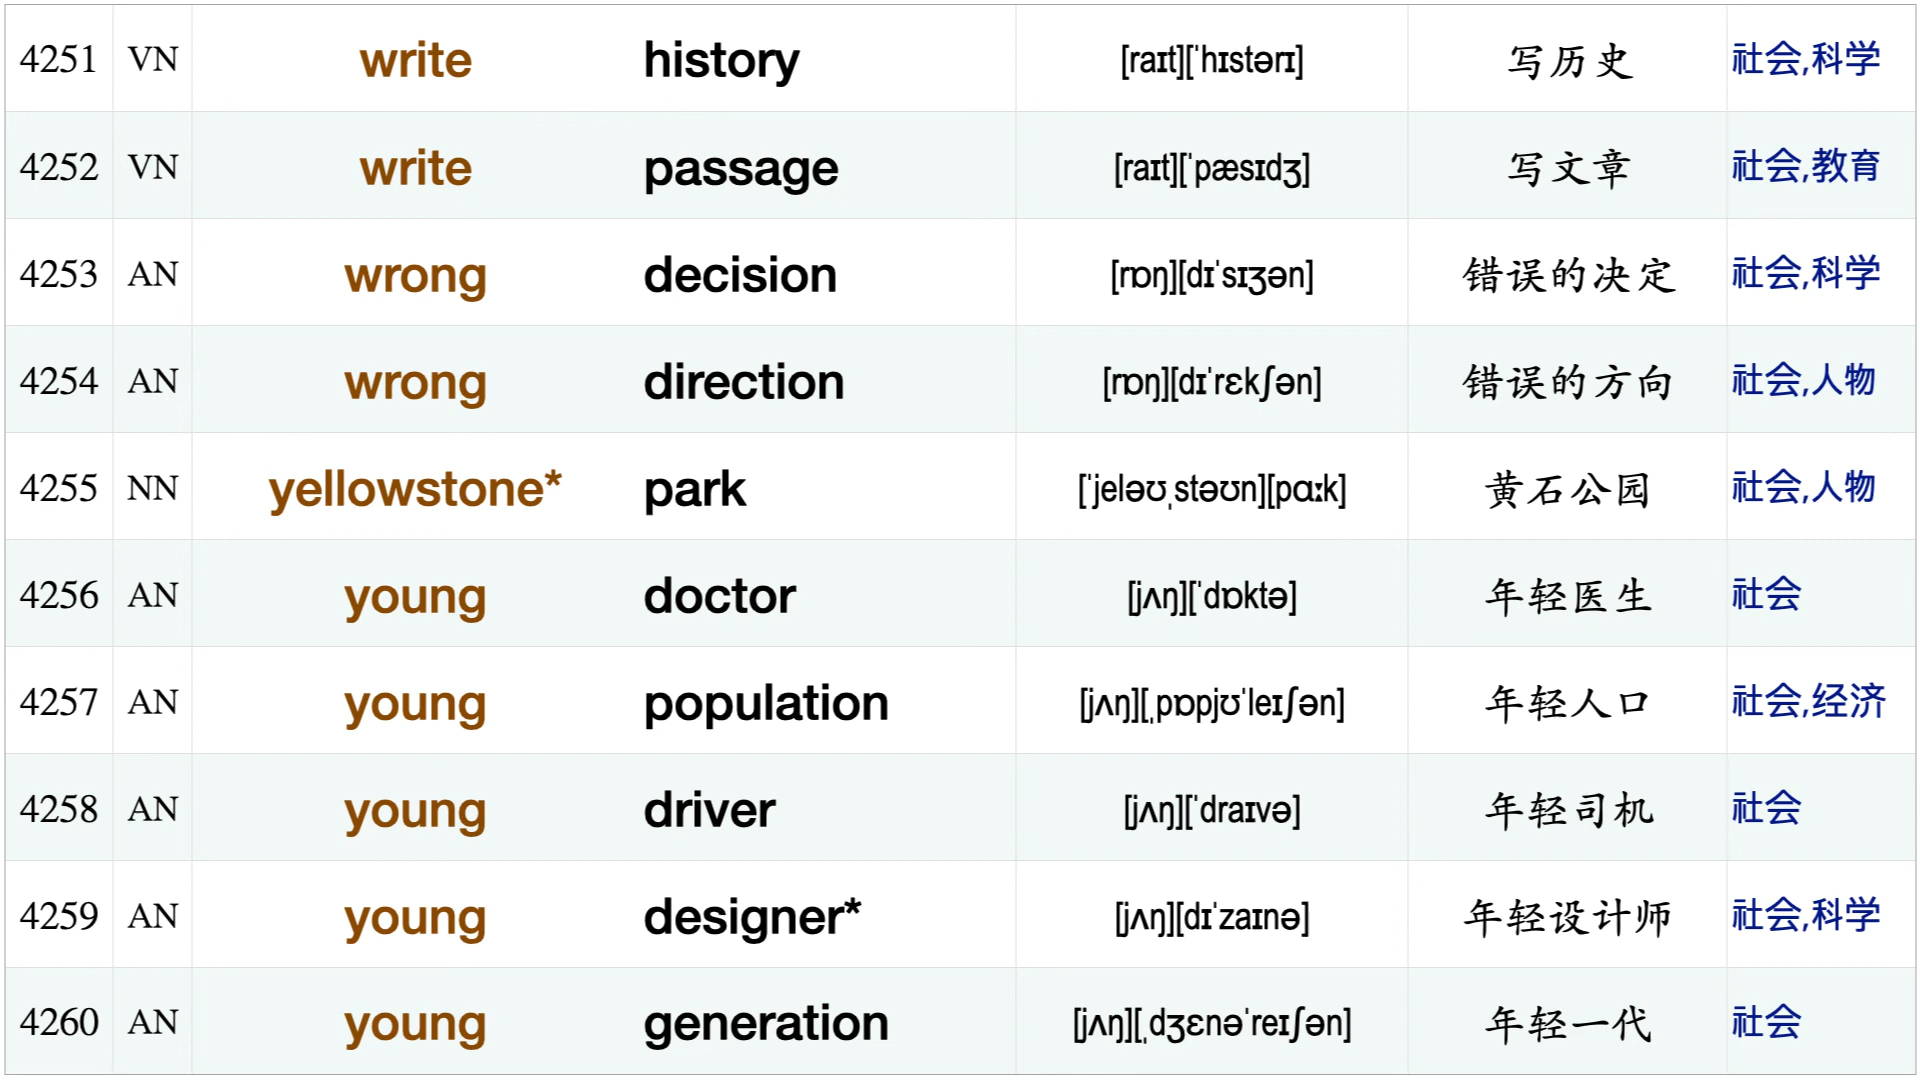 4251 VN write history [raɪt][ˈhɪstərɪ] 写历史 社会,科学
4252 VN write passage [raɪt][ˈpæsɪdʒ] 写文章 社会,教育
4253 AN wrong decision [rɒŋ][dɪˈsɪʒən] 错误的决定 社会,科学
4254 AN wrong direction [rɒŋ][dɪˈrɛkʃən] 错误的方向 社会,人物
4255 NN yellowstone* park [ˈjeləʊˌstəʊn][pɑːk] 黄石公园 社会,人物
4256 AN young doctor [jʌŋ][ˈdɒktə] 年轻医生 社会
4257 AN young population [jʌŋ][ˌpɒpjʊˈleɪʃən] 年轻人口 社会,经济
4258 AN young driver [jʌŋ][ˈdraɪvə] 年轻司机 社会
4259 AN young designer* [jʌŋ][dɪˈzaɪnə] 年轻设计师 社会,科学
4260 AN young generation [jʌŋ][ˌdʒɛnəˈreɪʃən] 年轻一代 社会